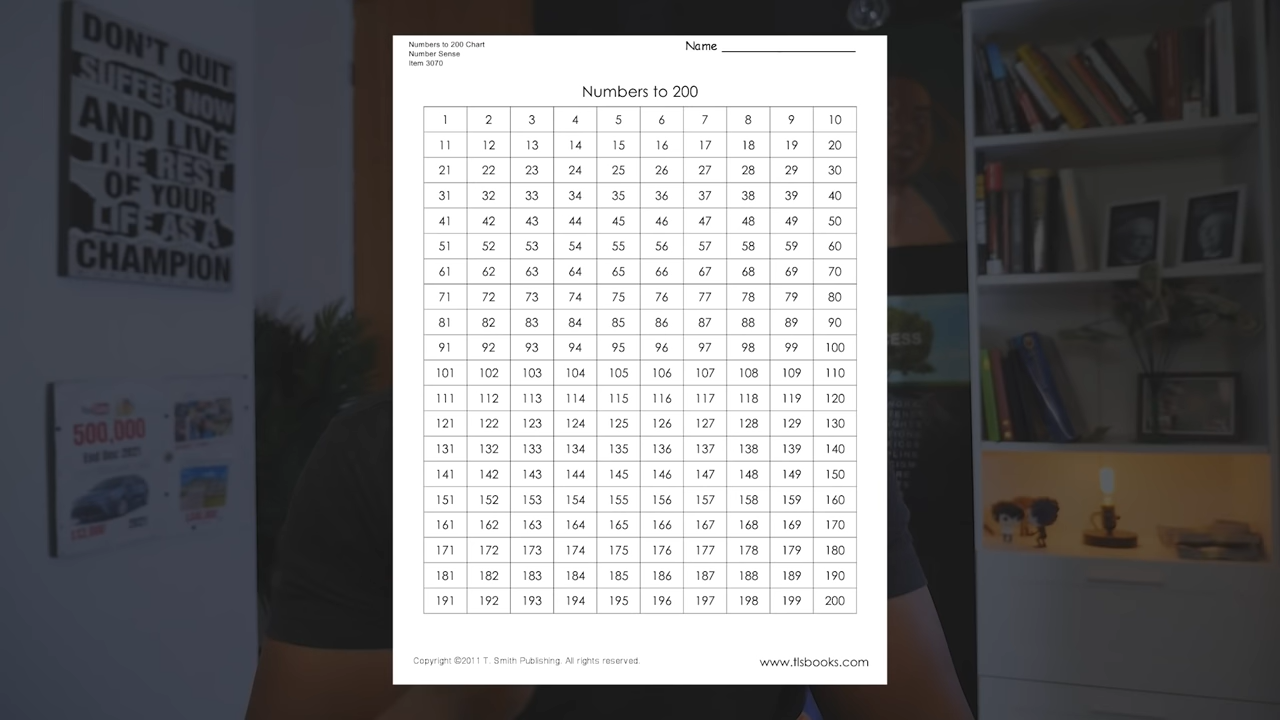 DON'T QUIT
SUFFER NOW
AND LIVE
THE REST
OF YOUR
LIFE AS A
CHAMPION
500,000
End Dec. 2021
2021
Numbers to 200 Chart
Number Sense
Item 3070
Name
Numbers to 200
1 2 3 4 5 6 7 8 9 10
11 12 13 14 15 16 17 18 19 20
21 22 23 24 25 26 27 28 29 30
31 32 33 34 35 36 37 38 39 40
41 42 43 44 45 46 47 48 49 50
51 52 53 54 55 56 57 58 59 60
61 62 63 64 65 66 67 68 69 70
71 72 73 74 75 76 77 78 79 80
81 82 83 84 85 86 87 88 89 90
91 92 93 94 95 96 97 98 99 100
101 102 103 104 105 106 107 108 109 110
111 112 113 114 115 116 117 118 119 120
121 122 123 124 125 126 127 128 129 130
131 132 133 134 135 136 137 138 139 140
141 142 143 144 145 146 147 148 149 150
151 152 153 154 155 156 157 158 159 160
161 162 163 164 165 166 167 168 169 170
171 172 173 174 175 176 177 178 179 180
181 182 183 184 185 186 187 188 189 190
191 192 193 194 195 196 197 198 199 200
Copyright ©2011 T. Smith Publishing. All rights reserved.
www.tlsbooks.com